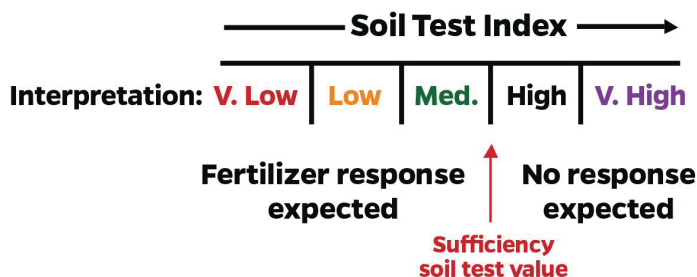 Soil Test Index
Interpretation: V. Low Low Med. High V. High
Fertilizer response
expected
No response
expected
Sufficiency
soil test value